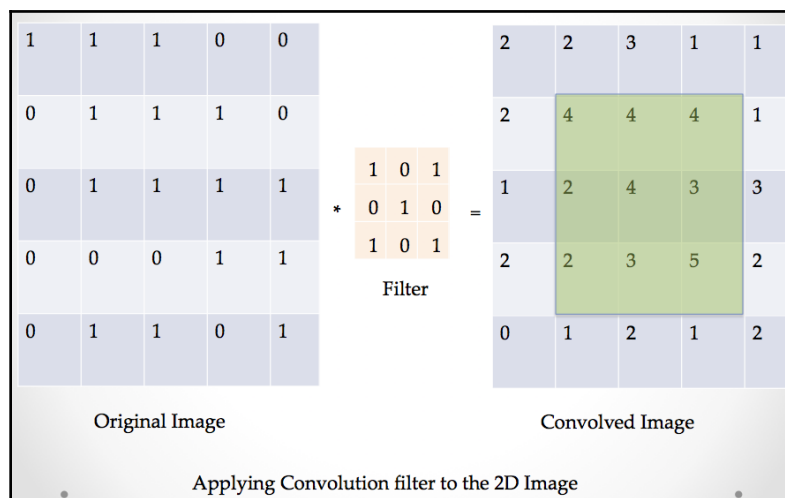 1 1 1 0 0
0 1 1 1 0
0 1 1 1 1
0 0 0 1 1
0 1 1 0 1
Original Image
*
1 0 1
0 1 0
1 0 1
Filter
=
2 2 3 1 1
2 4 4 4 1
1 2 4 3 3
2 2 3 5 2
0 1 2 1 2
Convolved Image
Applying Convolution filter to the 2D Image